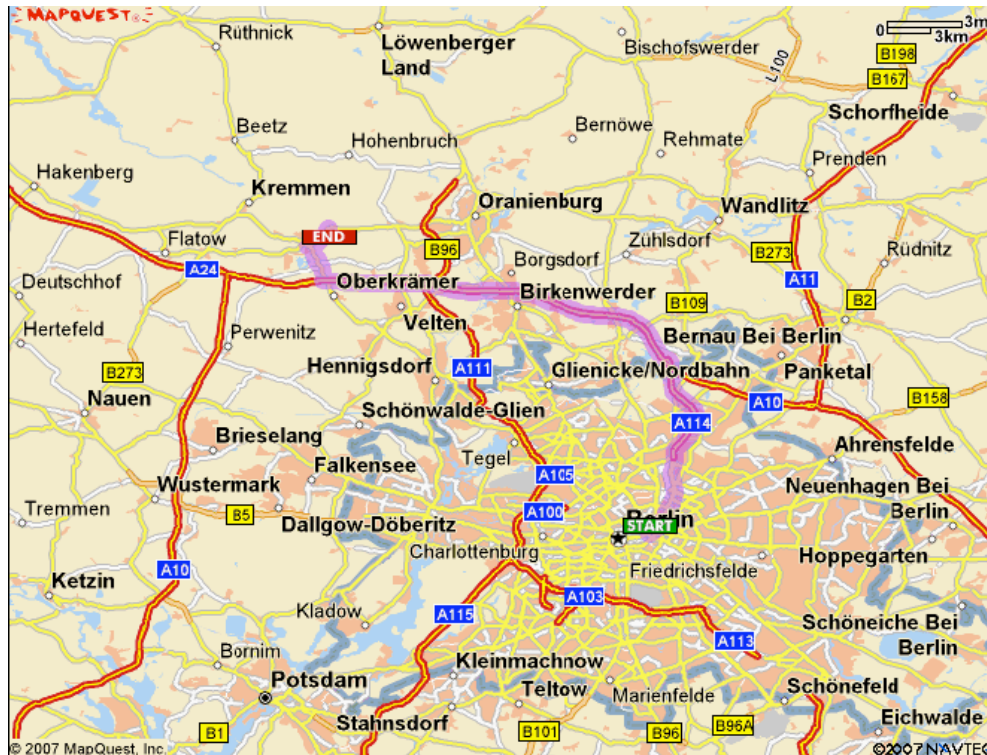 MAPQUEST
Rüthnick
Löwenberger
Land
Bischofswerder
0 3mi
3km
B198
L100
B167
Schorfheide
Beetz
Hohenbruch
Bernöwe
Rehmate
Prenden
Hakenberg
Kremmen
Oranienburg
Wandlitz
END
Flatow
B96
Zühlsdorf
B273
Rüdnitz
A24
Borgsdorf
A11
Deutschhof
Oberkrämer
Birkenwerder
B109
B2
Hertefeld
Perwenitz
Velten
Bernau Bei Berlin
B273
Hennigsdorf
A111
Glienicke/Nordbahn
Panketal
Nauen
A10
B158
Schönwalde-Glien
A114
Brieselang
Tegel
Ahrensfelde
Falkensee
A105
Wustermark
Neuenhagen Bei
Berlin
Tremmen
B5
Dallgow-Döberitz
A100
Berlin
START
Charlottenburg
Hoppegarten
A10
Friedrichsfelde
Ketzin
A103
Kladow
A115
Schöneiche Bei
Berlin
A113
Bornim
Kleinmachnow
Potsdam
Teltow
Marienfelde
Schönefeld
Stahnsdorf
Eichwalde
B1
B101
B96
B96A
© 2007 MapQuest, Inc.
©2007 NAVTEQ